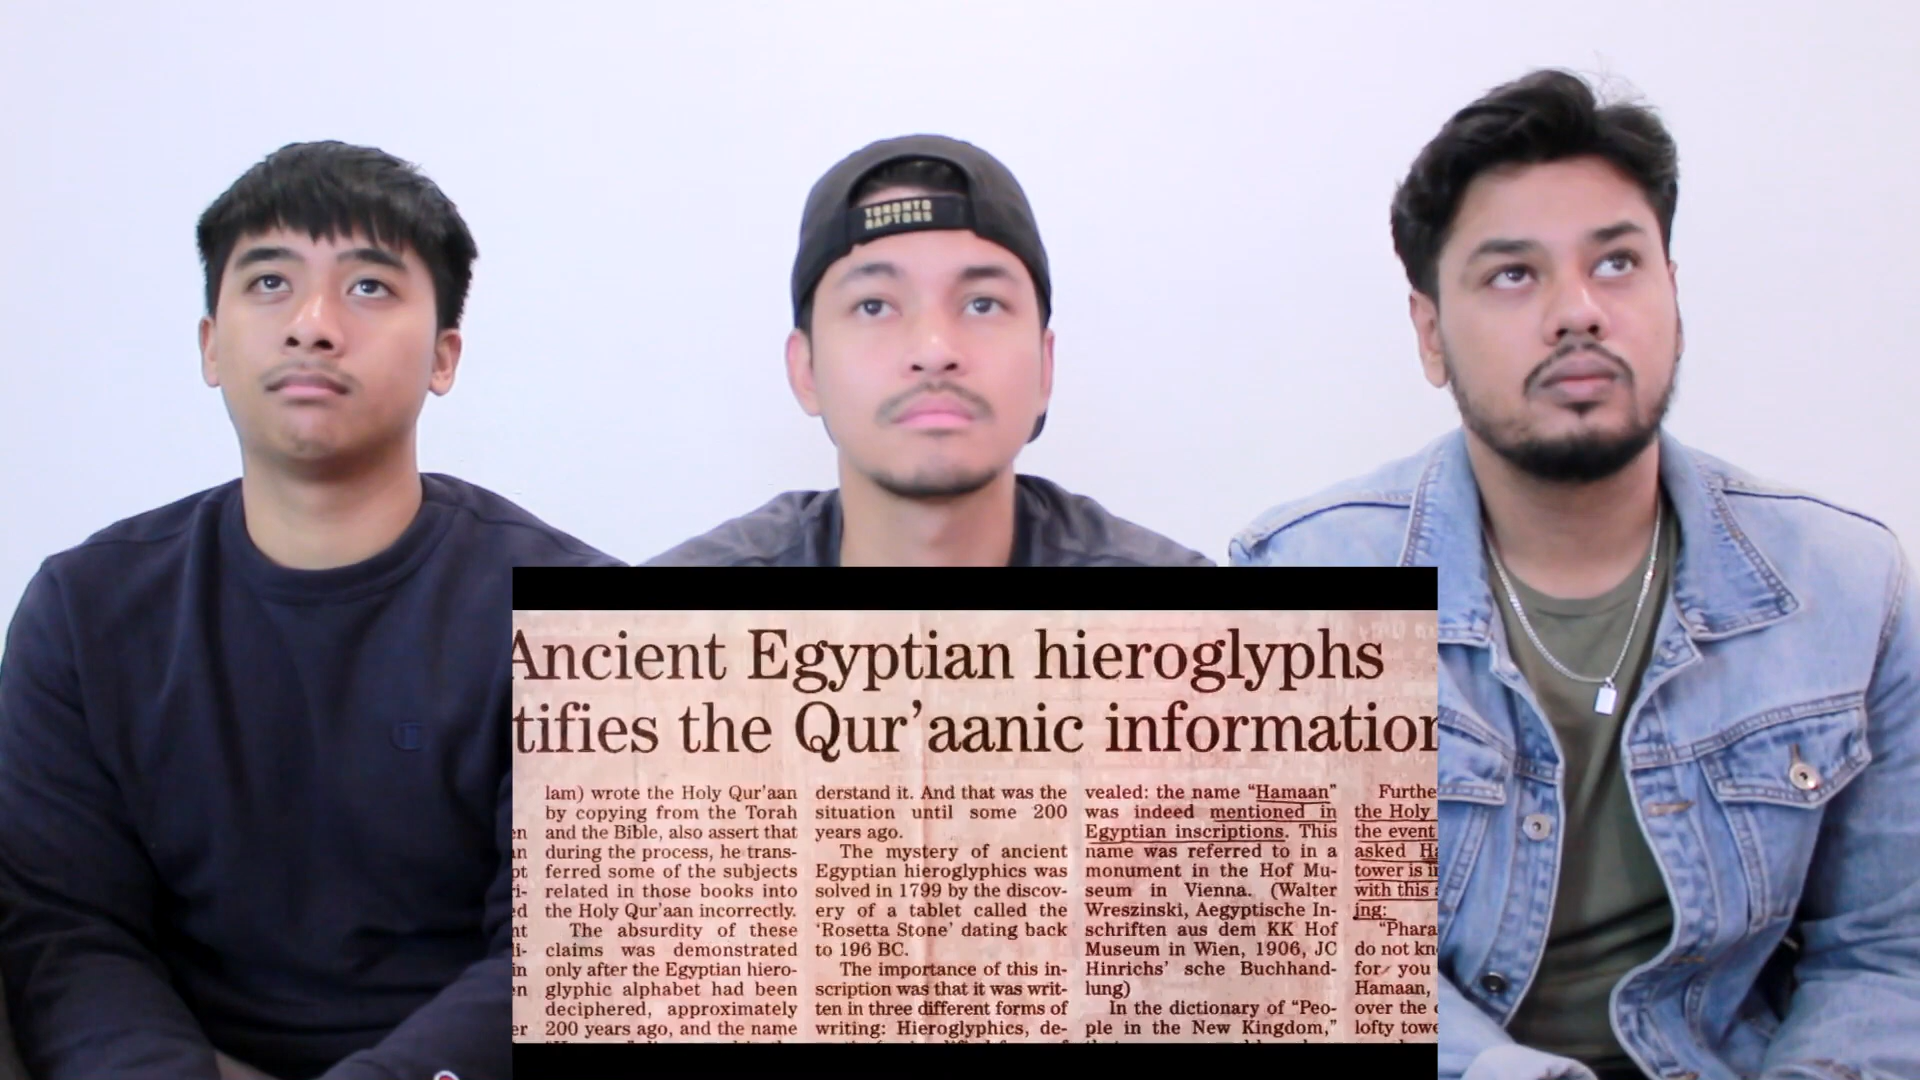 TORONTO
RAPTORS
Ancient Egyptian hieroglyphs
tifies the Qur'aanic information
lam) wrote the Holy Qur'aan
by copying from the Torah
and the Bible, also assert that
during the process, he trans-
ferred some of the subjects
related in those books into
the Holy Qur'aan incorrectly.
The absurdity of these
claims was demonstrated
only after the Egyptian hiero-
glyphic alphabet had been
deciphered, approximately
200 years ago, and the name
derstand it. And that was the
situation until some 200
years ago.
The mystery of ancient
Egyptian hieroglyphics was
solved in 1799 by the discov-
ery of a tablet called the
'Rosetta Stone' dating back
to 196 BC.
The importance of this in-
scription was that it was writ-
ten in three different forms of
writing: Hieroglyphics, de-
vealed: the name "Hamaan"
was indeed mentioned in
Egyptian inscriptions. This
name was referred to in a
monument in the Hof Mu-
seum in Vienna. (Walter
Wreszinski, Aegyptische In-
schriften aus dem KK Hof
Museum in Wien, 1906, JC
Hinrichs' sche Buchhand-
lung)
In the dictionary of "Peo-
ple in the New Kingdom,"
Furthe
the Holy
the event
asked Ha
tower is in
with this a
ing:
"Phara
do not kn
for you
Hamaan,
over the
lofty towe